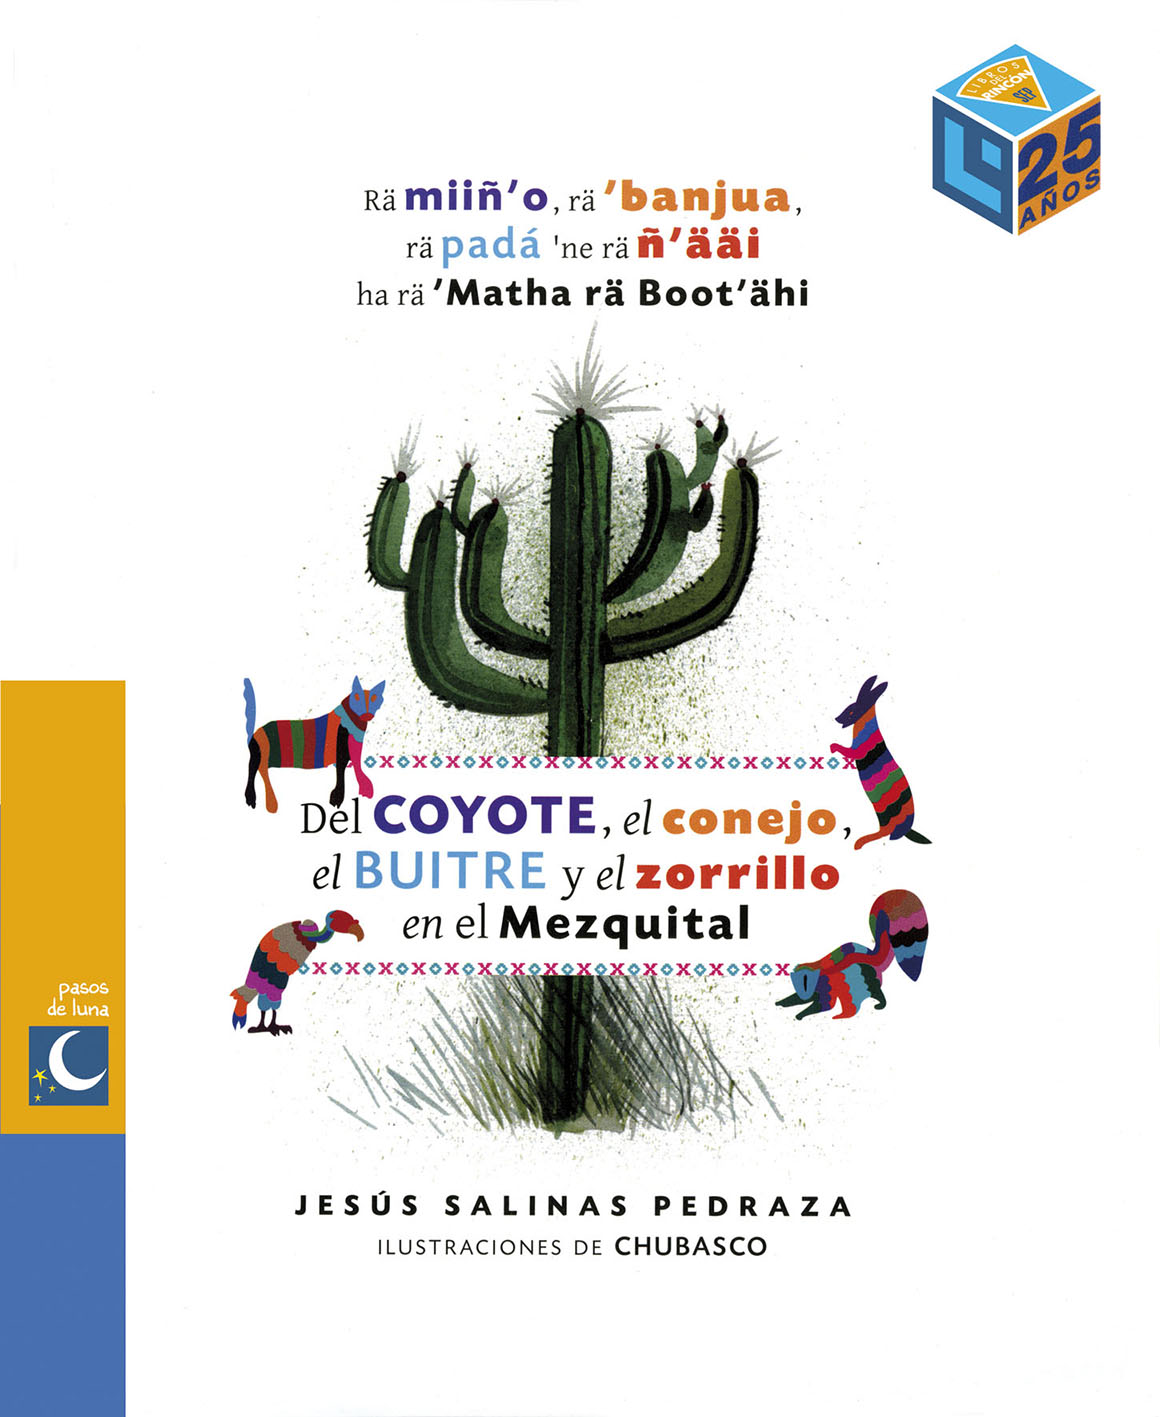 LIBROS
DEL
RINCÓN
SEP
25
AÑOS
Rä miiñ’o, rä ’banjua,
rä padá 'ne rä ñ’ääi
ha rä ’Matha rä Boot’ähi
Del COYOTE, el conejo,
el BUITRE y el zorrillo
en el Mezquital
pasos
de luna
JESÚS SALINAS PEDRAZA
ILUSTRACIONES DE CHUBASCO